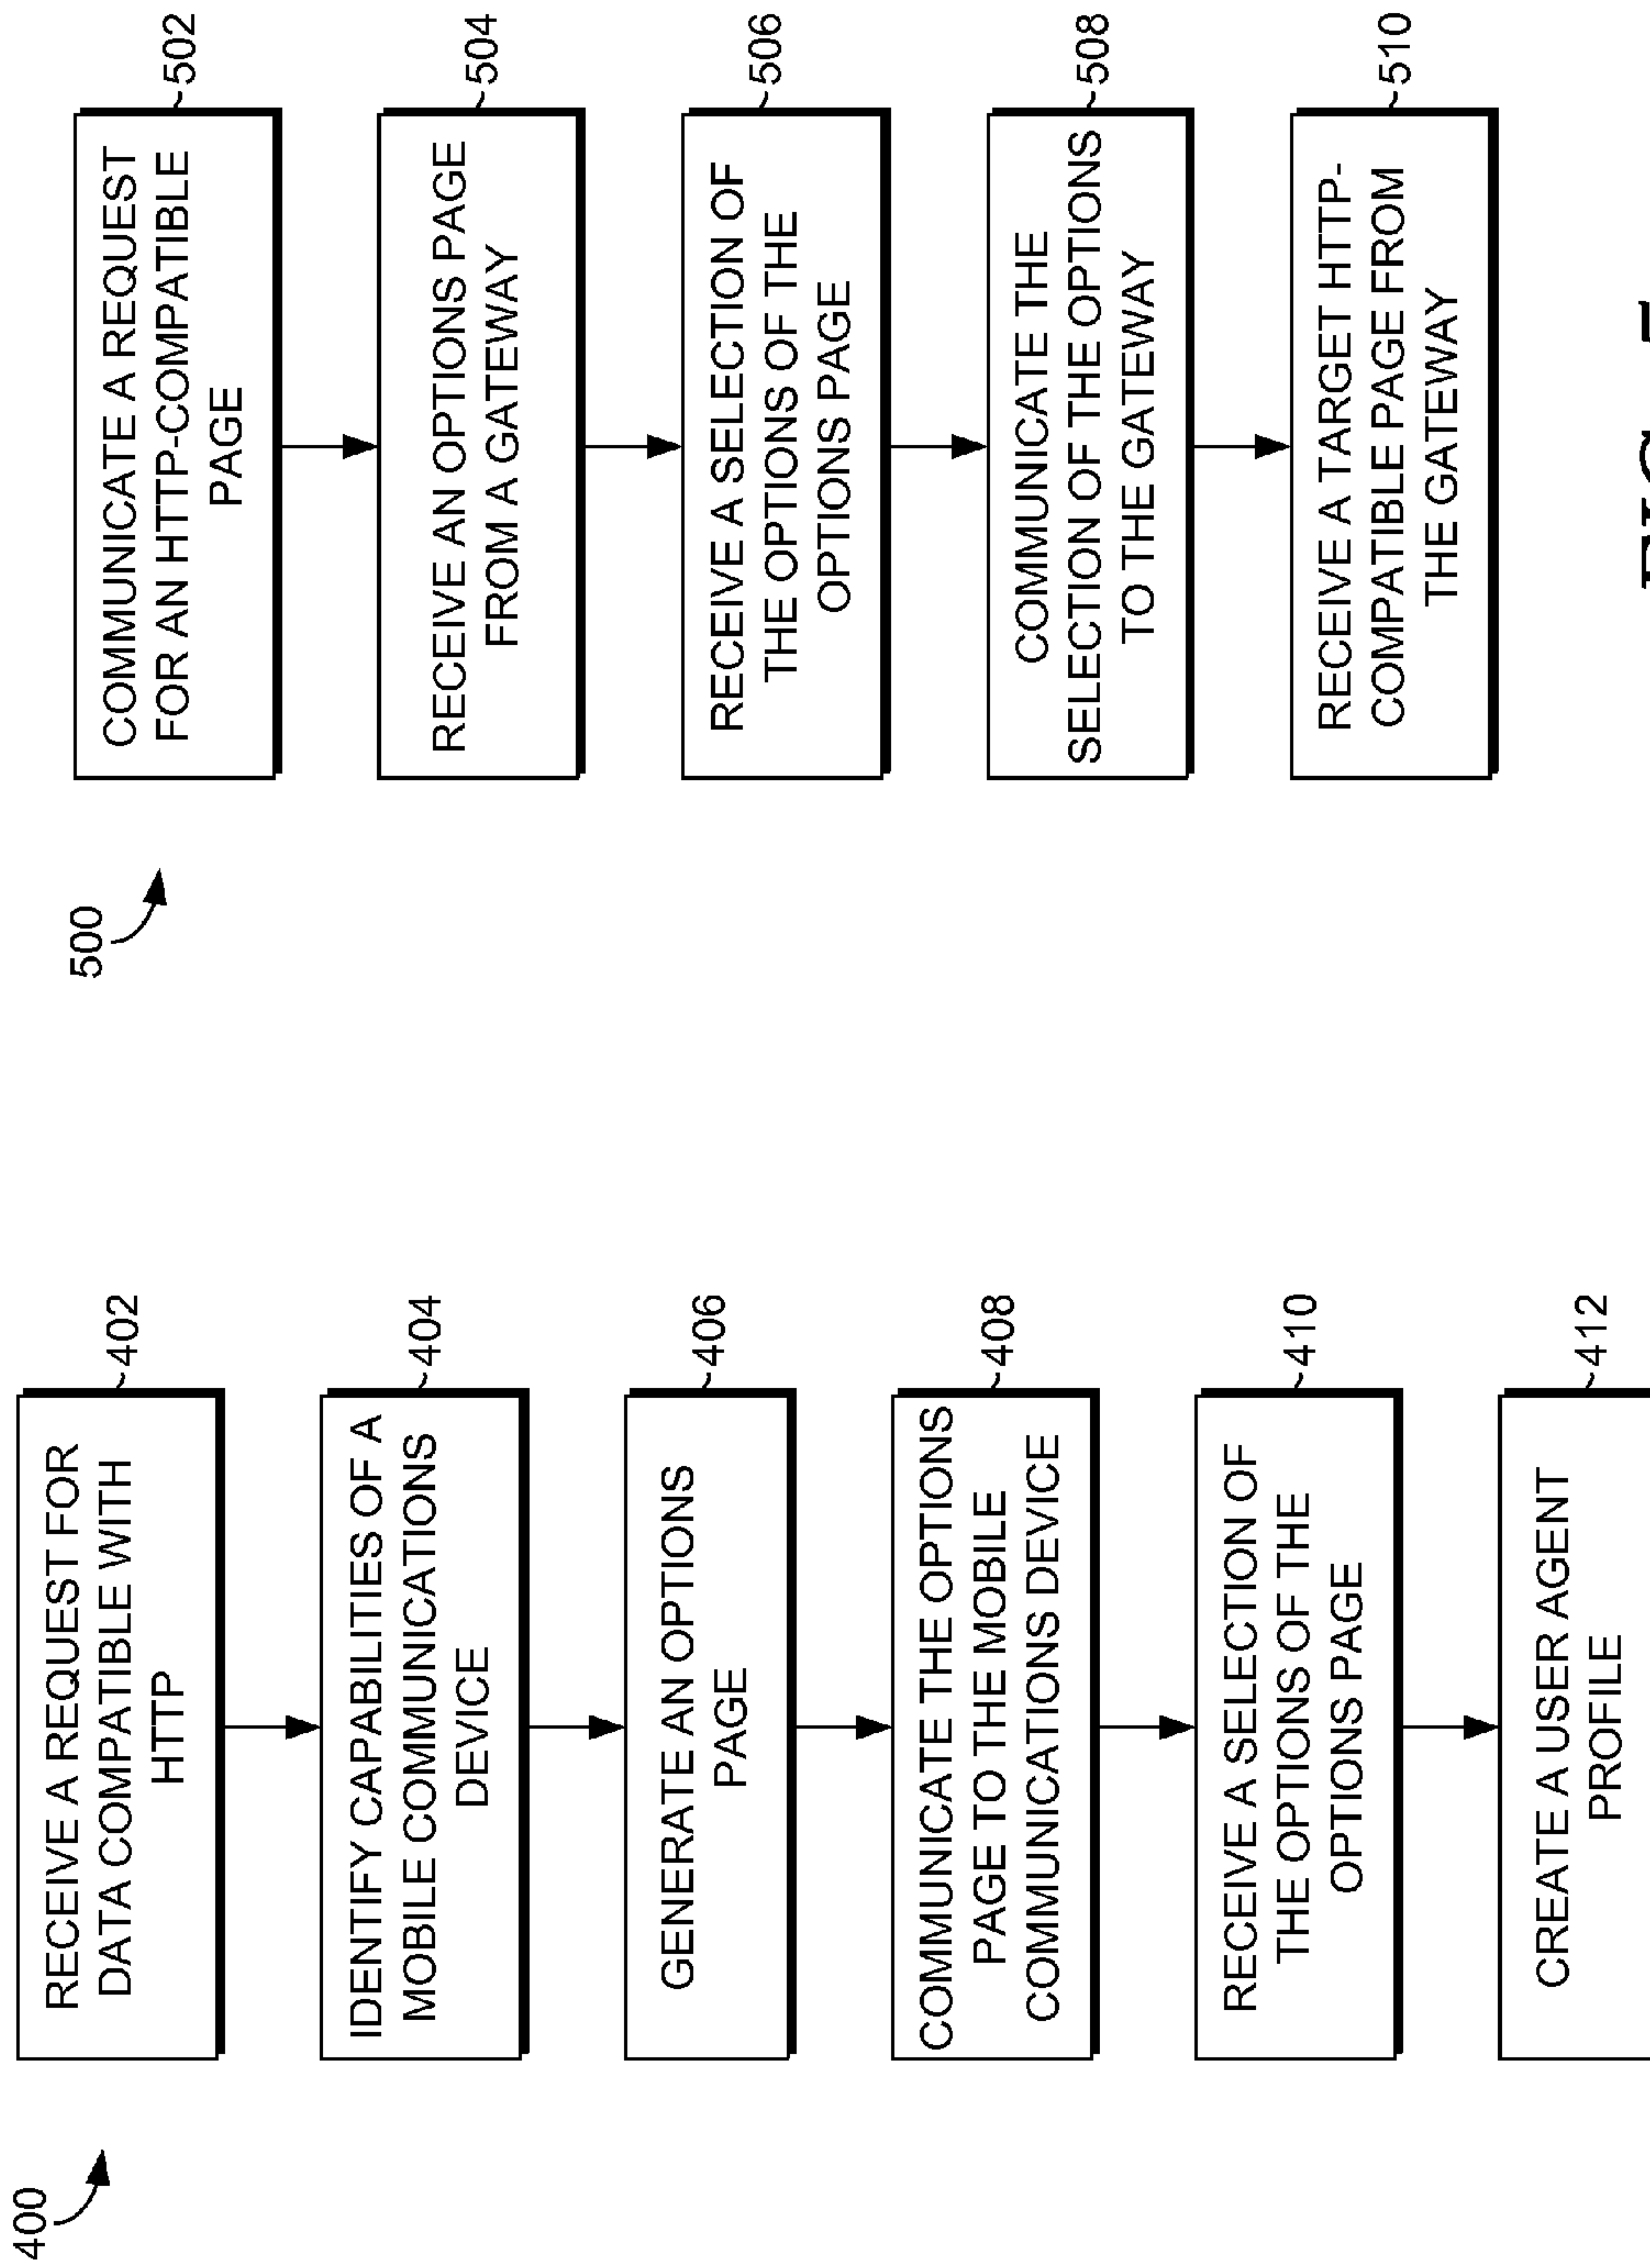 400
RECEIVE A REQUEST FOR
DATA COMPATIBLE WITH
HTTP
402
IDENTIFY CAPABILITIES OF A
MOBILE COMMUNICATIONS
DEVICE
404
GENERATE AN OPTIONS
PAGE
406
COMMUNICATE THE OPTIONS
PAGE TO THE MOBILE
COMMUNICATIONS DEVICE
408
RECEIVE A SELECTION OF
THE OPTIONS OF THE
OPTIONS PAGE
410
CREATE A USER AGENT
PROFILE
412
500
COMMUNICATE A REQUEST
FOR AN HTTP-COMPATIBLE
PAGE
502
RECEIVE AN OPTIONS PAGE
FROM A GATEWAY
504
RECEIVE A SELECTION OF
THE OPTIONS OF THE
OPTIONS PAGE
506
COMMUNICATE THE
SELECTION OF THE OPTIONS
TO THE GATEWAY
508
RECEIVE A TARGET HTTP-
COMPATIBLE PAGE FROM
THE GATEWAY
510